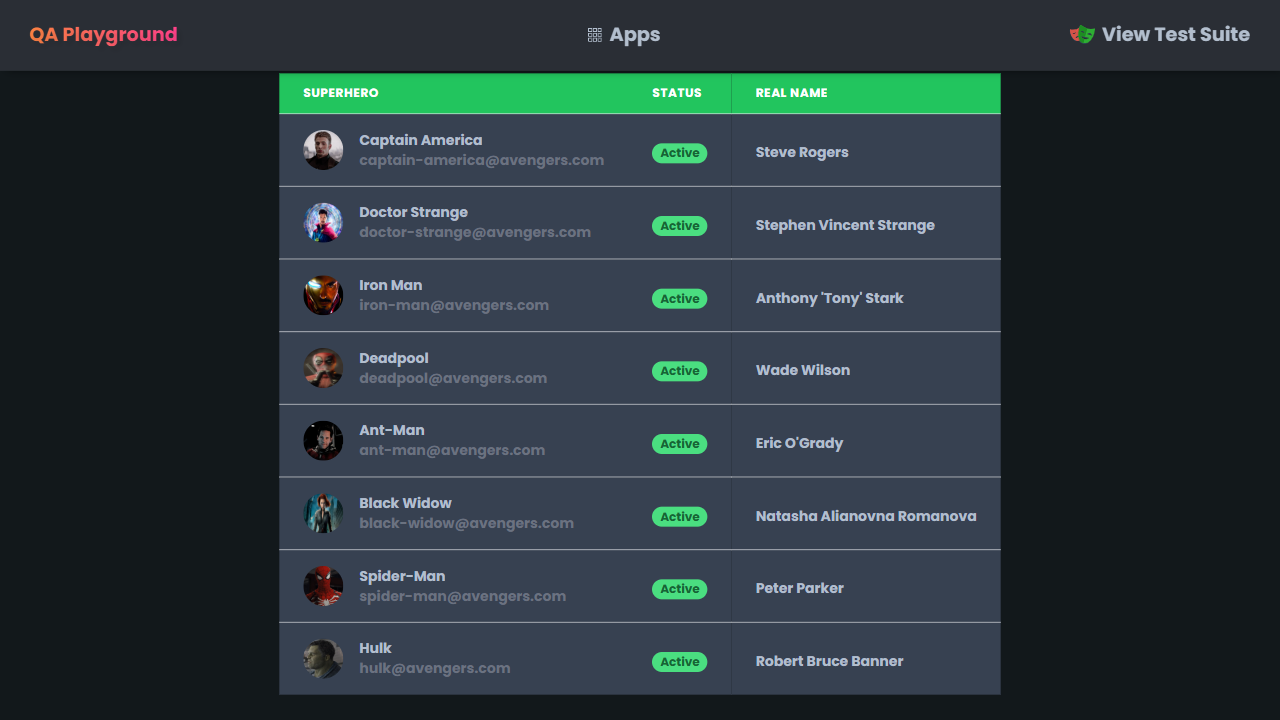 QA Playground
Apps
View Test Suite
SUPERHERO STATUS REAL NAME
Captain America
captain-america@avengers.com
Active
Steve Rogers
Doctor Strange
doctor-strange@avengers.com
Active
Stephen Vincent Strange
Iron Man
iron-man@avengers.com
Active
Anthony 'Tony' Stark
Deadpool
deadpool@avengers.com
Active
Wade Wilson
Ant-Man
ant-man@avengers.com
Active
Eric O'Grady
Black Widow
black-widow@avengers.com
Active
Natasha Alianovna Romanova
Spider-Man
spider-man@avengers.com
Active
Peter Parker
Hulk
hulk@avengers.com
Active
Robert Bruce Banner